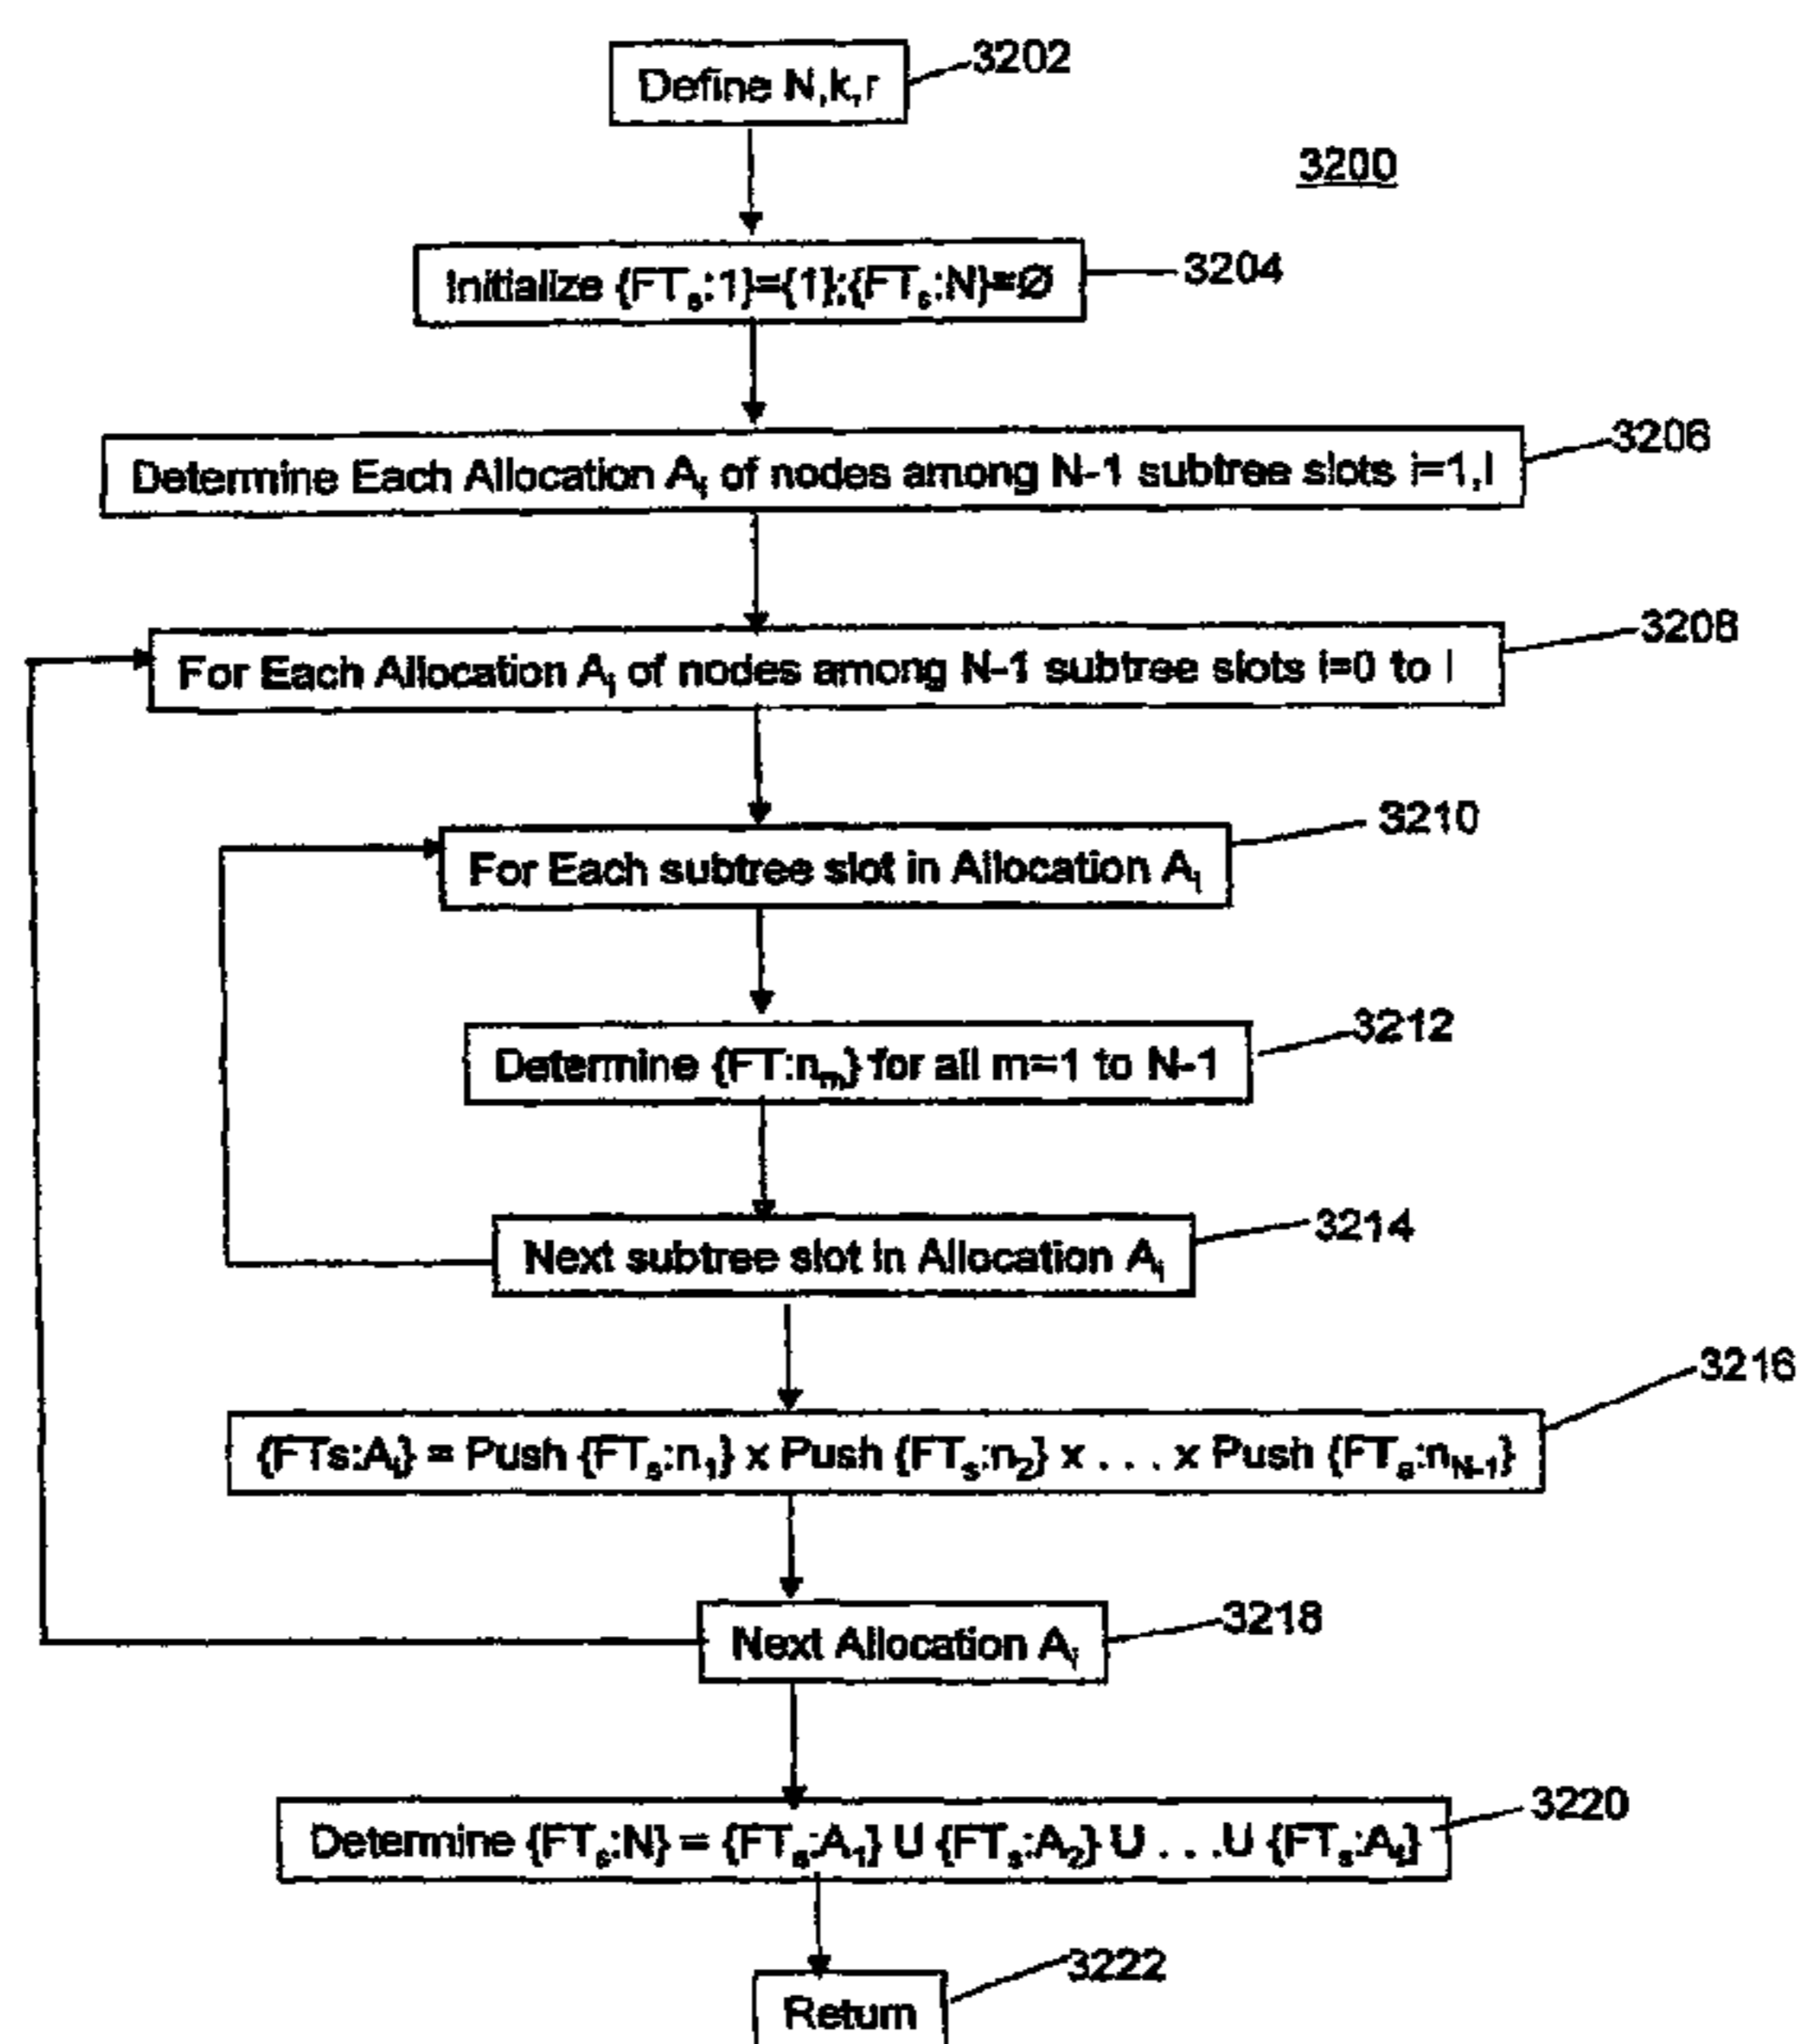 Define N,k,r
3202
3200
Initialize {FTₛ:1}={1};{FTₛ:N}=Ø
3204
Determine Each Allocation Aᵢ of nodes among N-1 subtree slots i=1,I
3206
For Each Allocation Aᵢ of nodes among N-1 subtree slots i=0 to I
3208
For Each subtree slot in Allocation Aᵢ
3210
Determine {FT:nₘ} for all m=1 to N-1
3212
Next subtree slot in Allocation Aᵢ
3214
{FTs:Aᵢ} = Push {FTₛ:n₁} x Push {FTₛ:n₂} x . . . x Push {FTₛ:n_N-1}
3216
Next Allocation Aᵢ
3218
Determine {FTₛ:N} = {FTₛ:A₁} U {FTₛ:A₂} U . . .U {FTₛ:Aᵢ}
3220
Return
3222